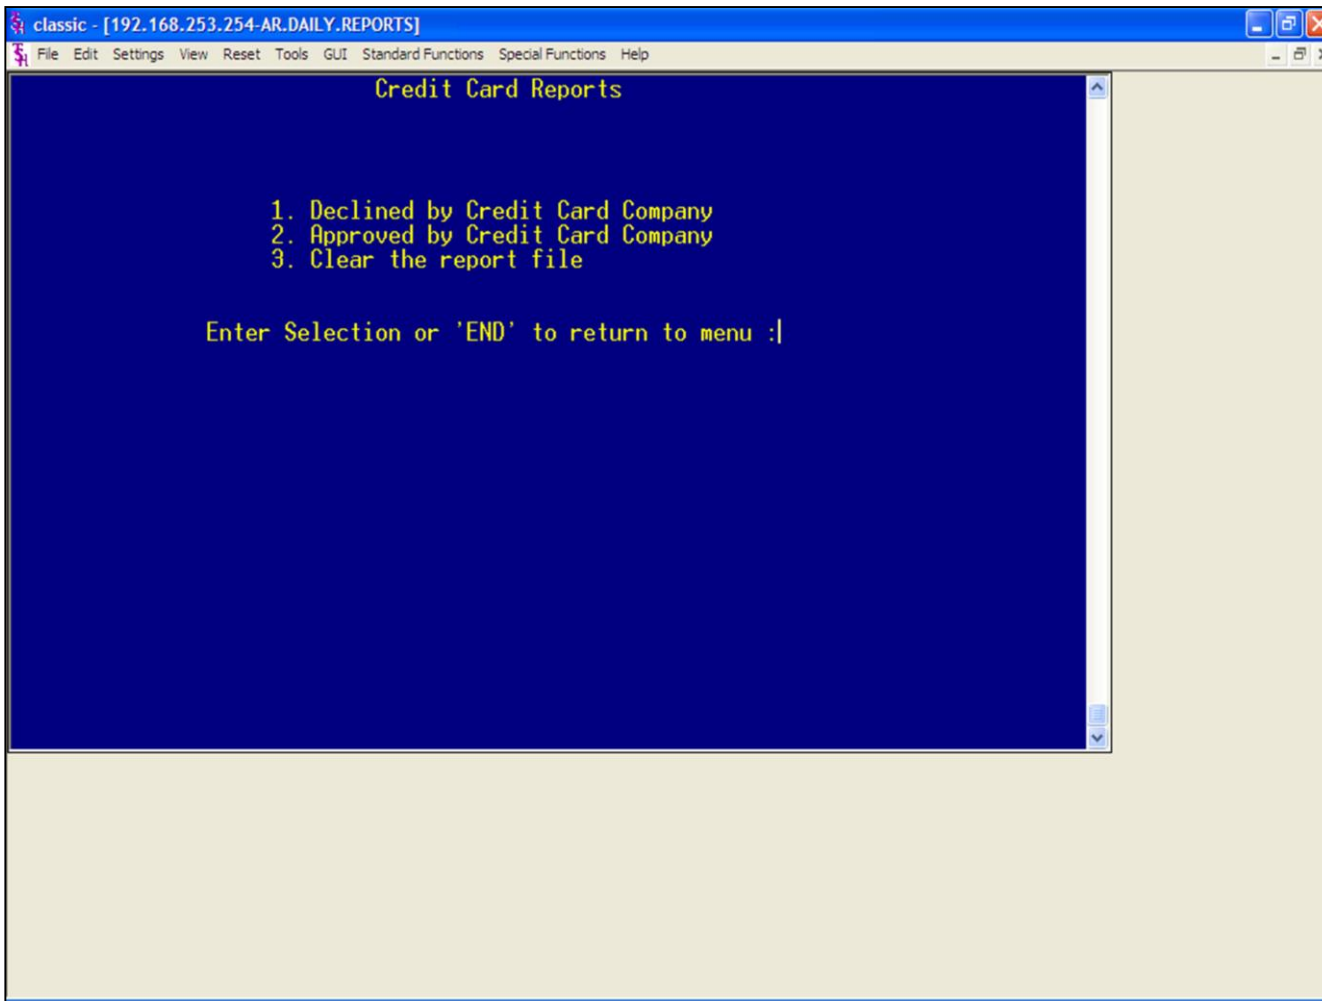 classic - [192.168.253.254-AR.DAILY.REPORTS]
File Edit Settings View Reset Tools GUI Standard Functions Special Functions Help
Credit Card Reports
1. Declined by Credit Card Company
2. Approved by Credit Card Company
3. Clear the report file
Enter Selection or 'END' to return to menu :